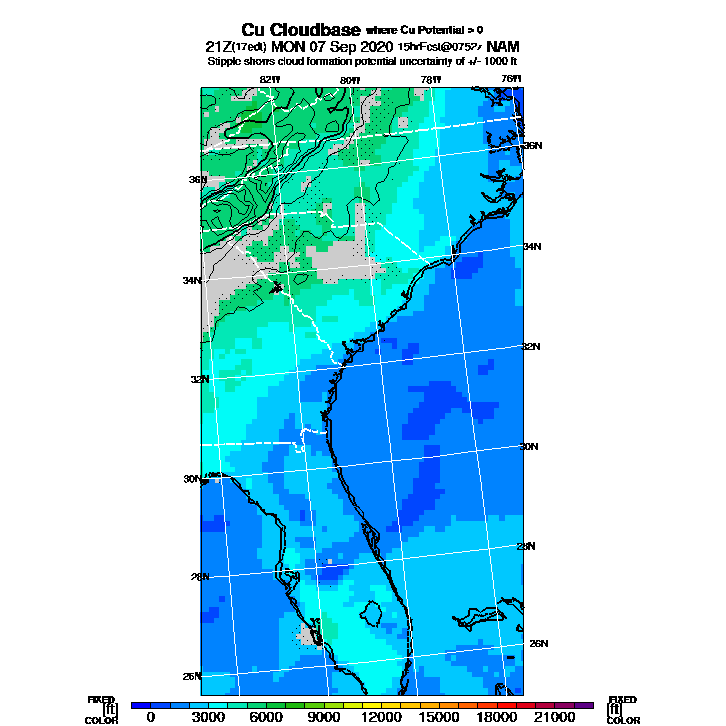 Cu Cloudbase where Cu Potential > 0
21Z(17edt) MON 07 Sep 2020 15hrFcst@0752z NAM
Stipple shows cloud formation potential uncertainty of +/- 1000 ft
82W 80W 78W 76W
36N
36N
34N
34N
32N
32N
30N
30N
28N
28N
26N
26N
FIXED FIXED
[ft] [ft]
COLOR 0 3000 6000 9000 12000 15000 18000 21000 COLOR